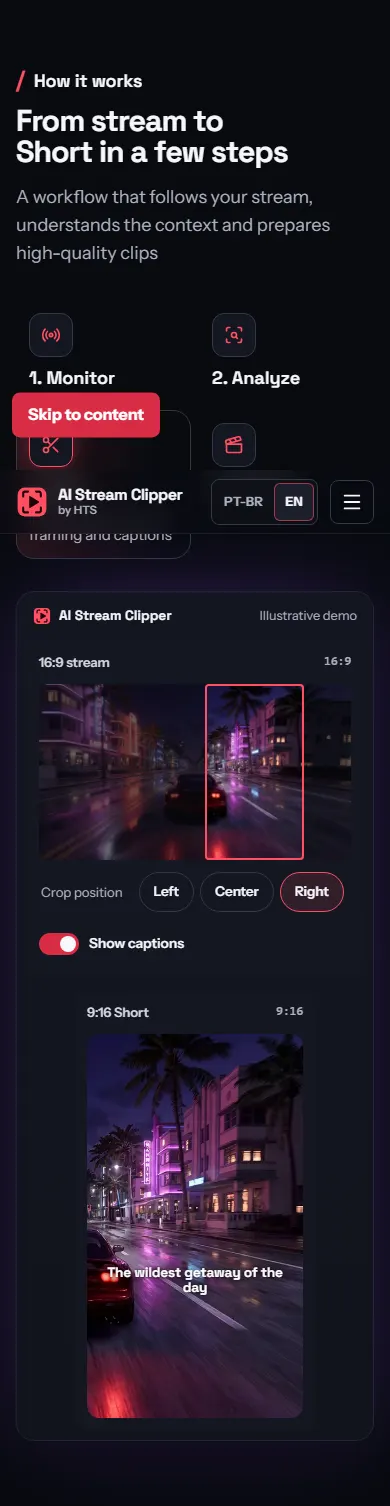 / How it works
From stream to
Short in a few steps
A workflow that follows your stream,
understands the context and prepares
high-quality clips
1. Monitor
2. Analyze
Skip to content
AI Stream Clipper
by HTS
PT-BR
EN
framing and captions
AI Stream Clipper
Illustrative demo
16:9 stream
16:9
Crop position
Left
Center
Right
Show captions
9:16 Short
9:16
The wildest getaway of the
day